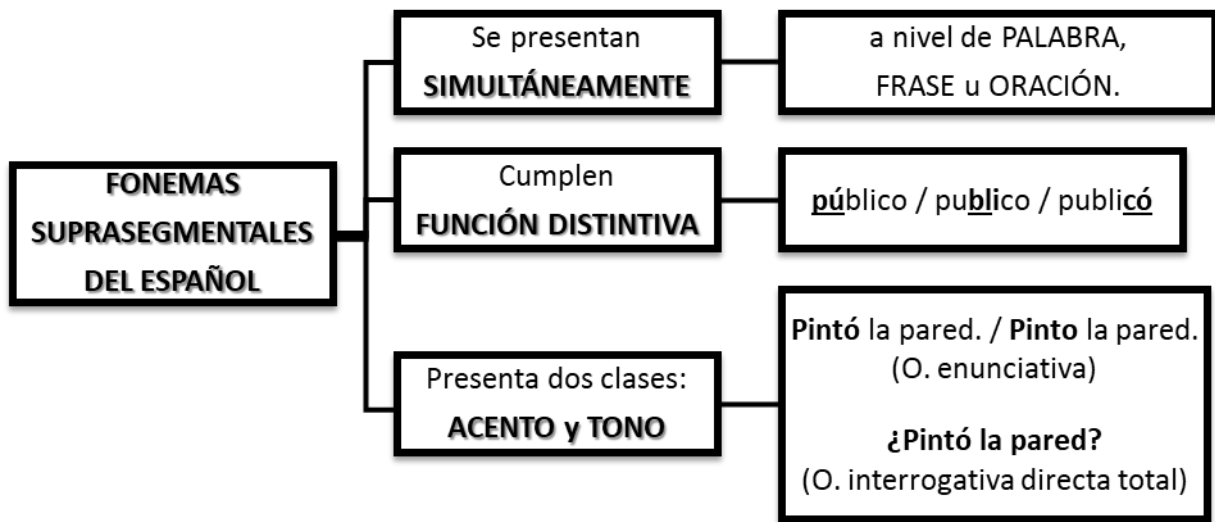 FONEMAS
SUPRASEGMENTALES
DEL ESPAÑOL
Se presentan
SIMULTÁNEAMENTE
a nivel de PALABRA,
FRASE u ORACIÓN.
Cumplen
FUNCIÓN DISTINTIVA
público / publico / publicó
Presenta dos clases:
ACENTO y TONO
Pintó la pared. / Pinto la pared.
(O. enunciativa)
¿Pintó la pared?
(O. interrogativa directa total)